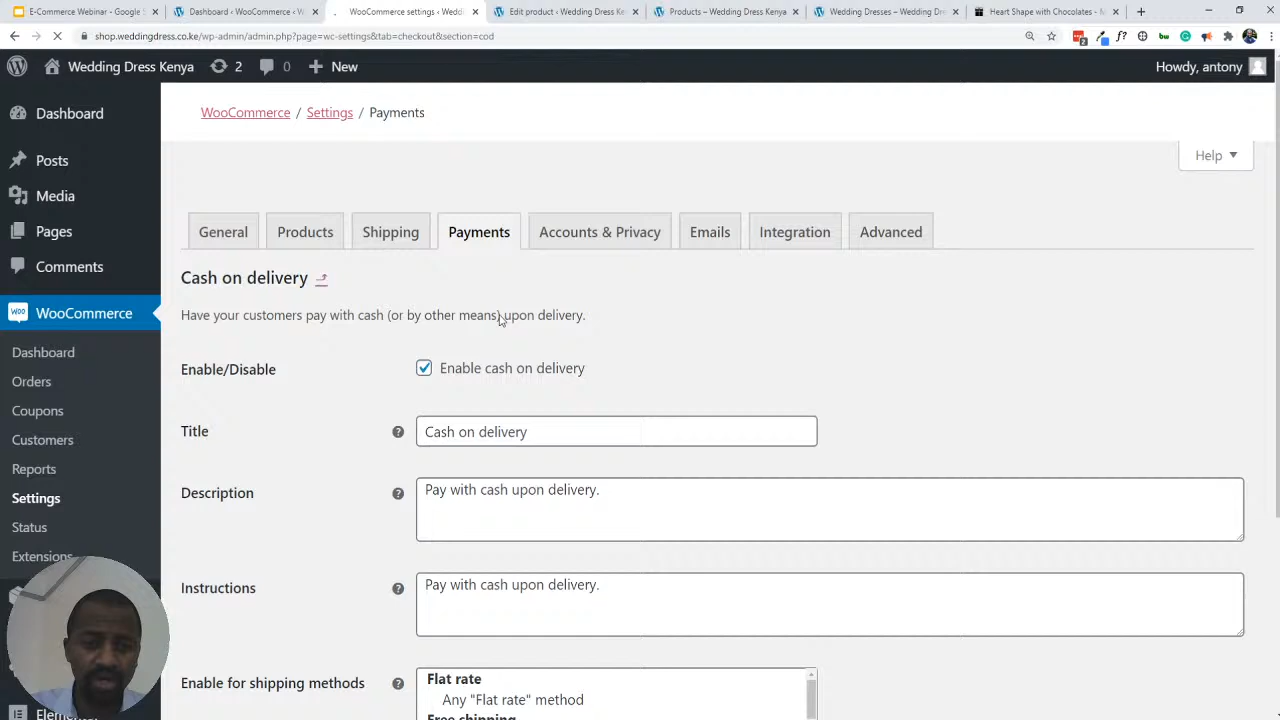 E-Commerce Webinar - Google S
Dashboard ‹ WooCommerce ‹ W
WooCommerce settings ‹ Weddi
Edit product ‹ Wedding Dress Ke
Products – Wedding Dress Kenya
Wedding Dresses – Wedding Dre
Heart Shape with Chocolates - M
shop.weddingdress.co.ke/wp-admin/admin.php?page=wc-settings&tab=checkout&section=cod
Wedding Dress Kenya 2 0 New Howdy, antony
WooCommerce / Settings / Payments
Help
General Products Shipping Payments Accounts & Privacy Emails Integration Advanced
Dashboard
Posts
Media
Pages
Comments
WooCommerce
Dashboard
Orders
Coupons
Customers
Reports
Settings
Status
Extensions
Cash on delivery
Have your customers pay with cash (or by other means) upon delivery.
Enable/Disable Enable cash on delivery
Title Cash on delivery
Description Pay with cash upon delivery.
Instructions Pay with cash upon delivery.
Enable for shipping methods Flat rate
Any "Flat rate" method
Free shipping